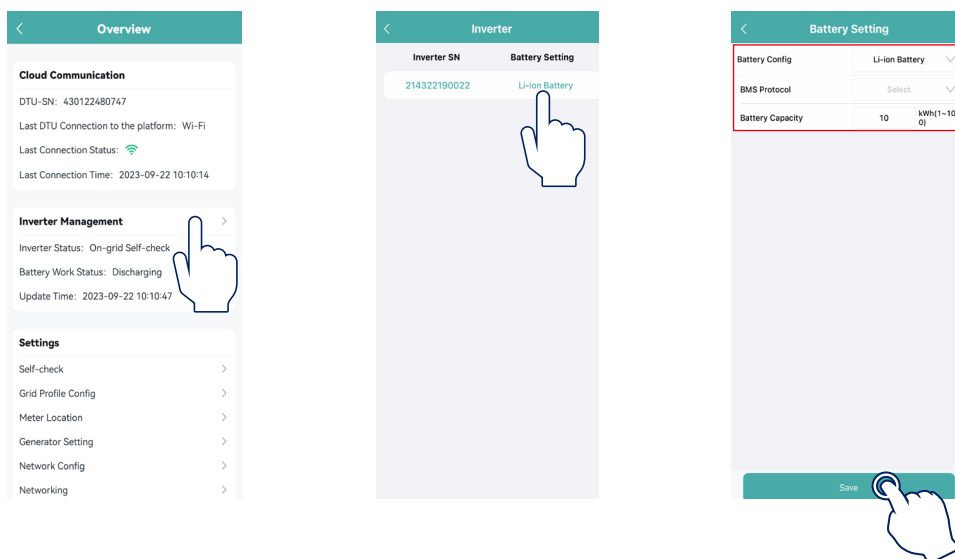 Overview
Cloud Communication
DTU-SN: 430122480747
Last DTU Connection to the platform: Wi-Fi
Last Connection Status:
Last Connection Time: 2023-09-22 10:10:14
Inverter Management
Inverter Status: On-grid Self-check
Battery Work Status: Discharging
Update Time: 2023-09-22 10:10:47
Settings
Self-check
Grid Profile Config
Meter Location
Generator Setting
Network Config
Networking
Inverter
Inverter SN Battery Setting
214322190022 Li-ion Battery
Battery Setting
Battery Config Li-ion Battery
BMS Protocol Select
Battery Capacity 10 kWh(1~10
0)
Save